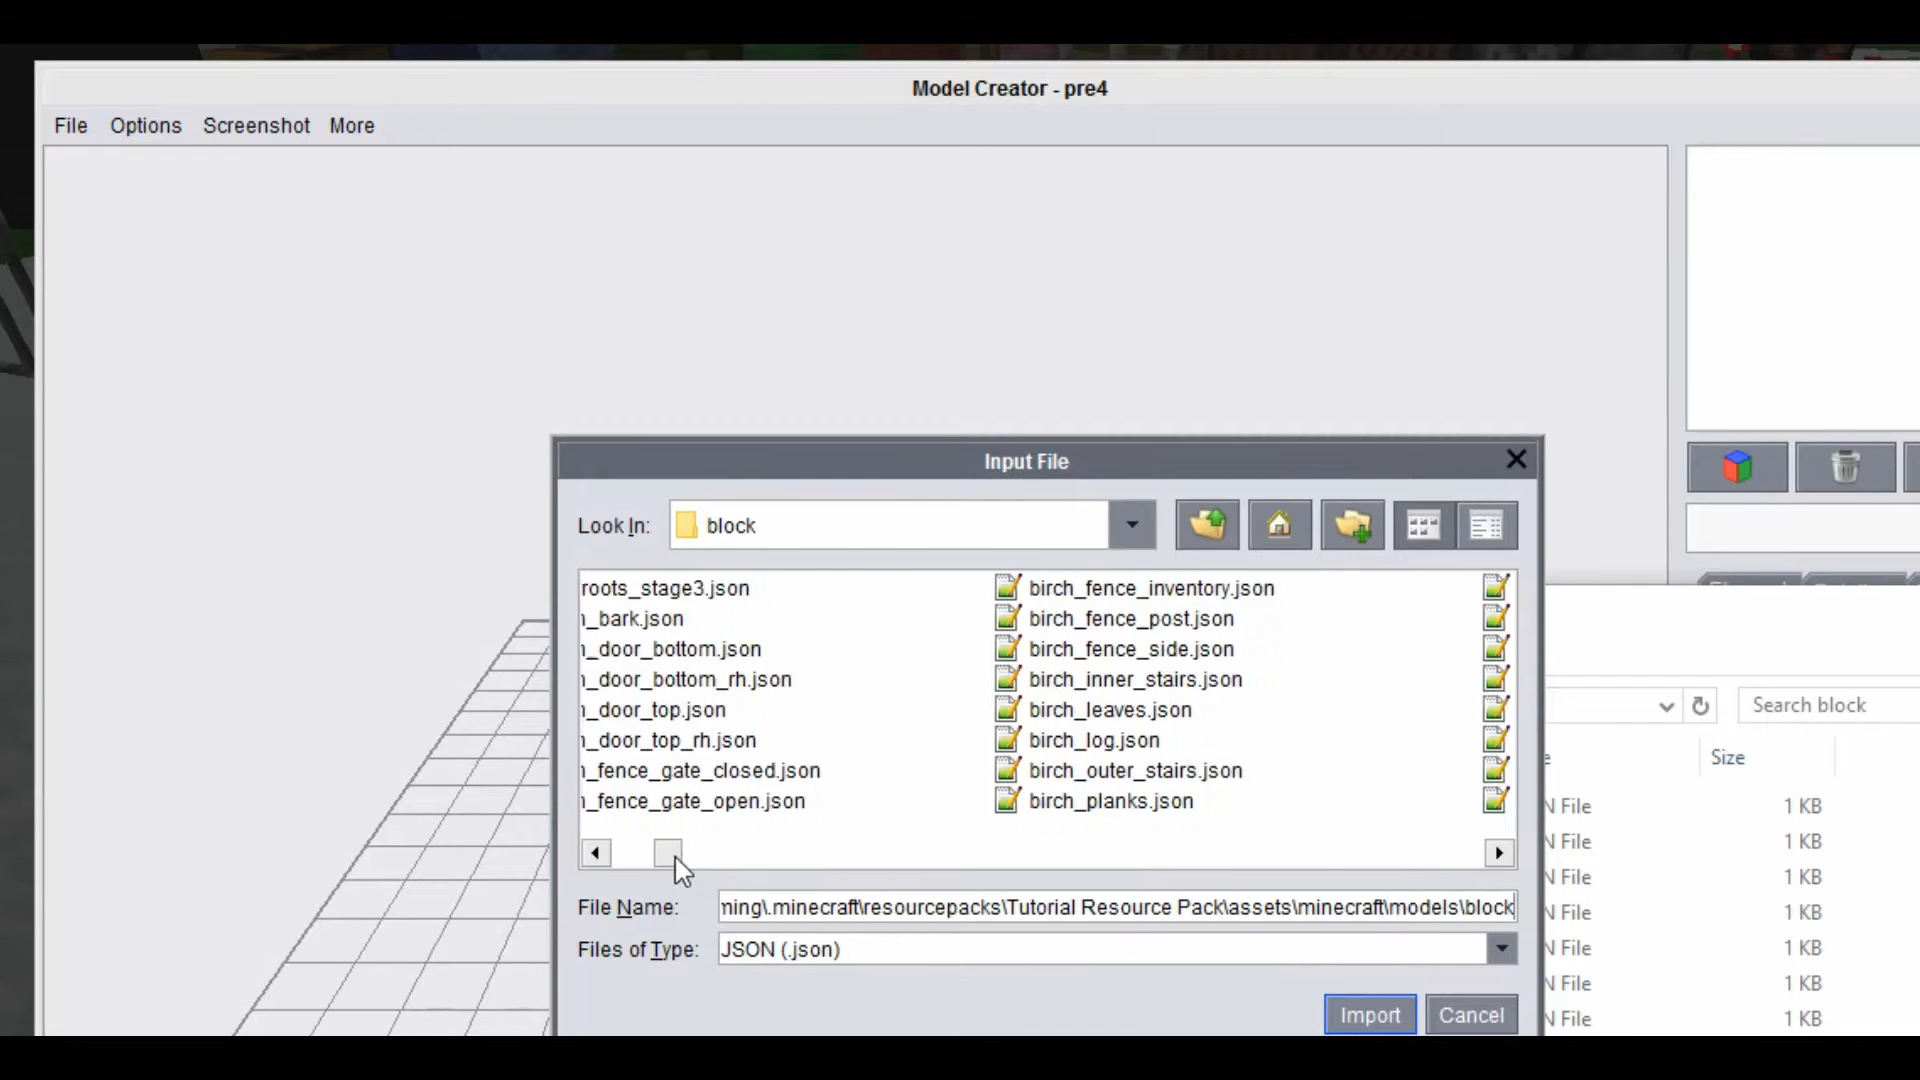 Model Creator - pre4
File Options Screenshot More
Input File
Look In: block
roots_stage3.json birch_fence_inventory.json
_bark.json birch_fence_post.json
_door_bottom.json birch_fence_side.json
_door_bottom_rh.json birch_inner_stairs.json
_door_top.json birch_leaves.json
_door_top_rh.json birch_log.json
_fence_gate_closed.json birch_outer_stairs.json
_fence_gate_open.json birch_planks.json
File Name: ning\.minecraft\resourcepacks\Tutorial Resource Pack\assets\minecraft\models\block
Files of Type: JSON (.json)
Import Cancel
Search block
Size
N File 1 KB
N File 1 KB
N File 1 KB
N File 1 KB
N File 1 KB
N File 1 KB
N File 1 KB